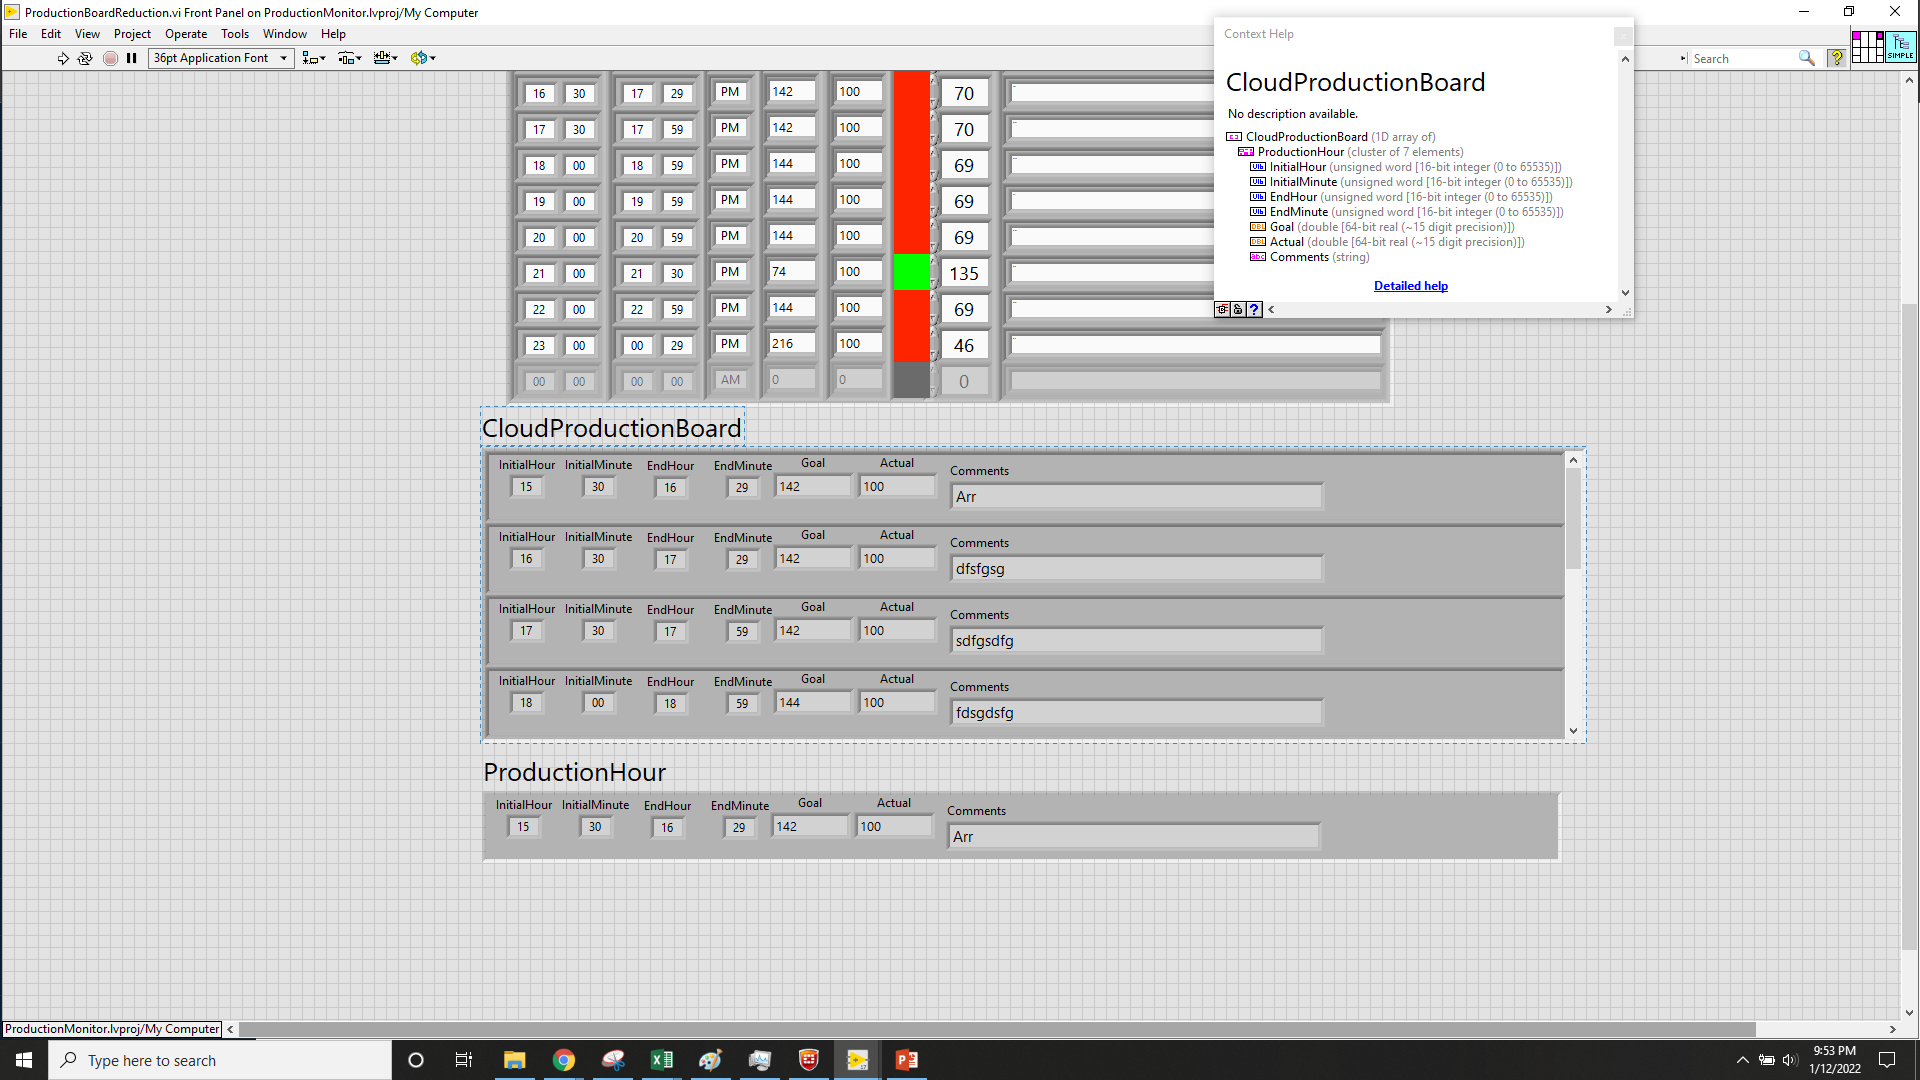 ProductionBoardReduction.vi Front Panel on ProductionMonitor.lvproj/My Computer
File Edit View Project Operate Tools Window Help
36pt Application Font
Search
SIMPLE
16 30 17 29 PM 142 100 70
17 30 17 59 PM 142 100 70
18 00 18 59 PM 144 100 69
19 00 19 59 PM 144 100 69
20 00 20 59 PM 144 100 69
21 00 21 30 PM 74 100 135
22 00 22 59 PM 144 100 69
23 00 00 29 PM 216 100 46
00 00 00 00 AM 0 0 0
Context Help
CloudProductionBoard
No description available.
CloudProductionBoard (1D array of)
ProductionHour (cluster of 7 elements)
U16 InitialHour (unsigned word [16-bit integer (0 to 65535)])
U16 InitialMinute (unsigned word [16-bit integer (0 to 65535)])
U16 EndHour (unsigned word [16-bit integer (0 to 65535)])
U16 EndMinute (unsigned word [16-bit integer (0 to 65535)])
DBL Goal (double [64-bit real (~15 digit precision)])
DBL Actual (double [64-bit real (~15 digit precision)])
abc Comments (string)
Detailed help
CloudProductionBoard
InitialHour InitialMinute EndHour EndMinute Goal Actual Comments
15 30 16 29 142 100 Arr
InitialHour InitialMinute EndHour EndMinute Goal Actual Comments
16 30 17 29 142 100 dfsfgsg
InitialHour InitialMinute EndHour EndMinute Goal Actual Comments
17 30 17 59 142 100 sdfgsdfg
InitialHour InitialMinute EndHour EndMinute Goal Actual Comments
18 00 18 59 144 100 fdsgdsfg
ProductionHour
InitialHour InitialMinute EndHour EndMinute Goal Actual Comments
15 30 16 29 142 100 Arr
ProductionMonitor.lvproj/My Computer
Type here to search
9:53 PM
1/12/2022